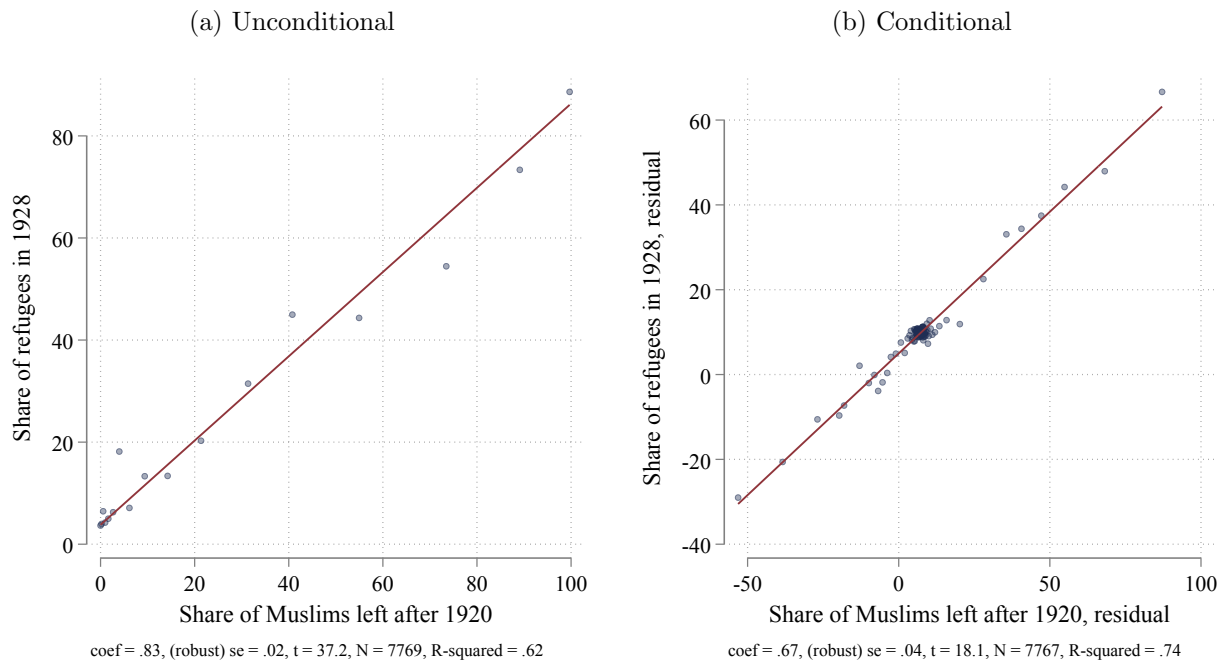 (a) Unconditional
Share of refugees in 1928
80
60
40
20
0
0 20 40 60 80 100
Share of Muslims left after 1920
coef = .83, (robust) se = .02, t = 37.2, N = 7769, R-squared = .62
(b) Conditional
Share of refugees in 1928, residual
60
40
20
0
-20
-40
-50 0 50 100
Share of Muslims left after 1920, residual
coef = .67, (robust) se = .04, t = 18.1, N = 7767, R-squared = .74